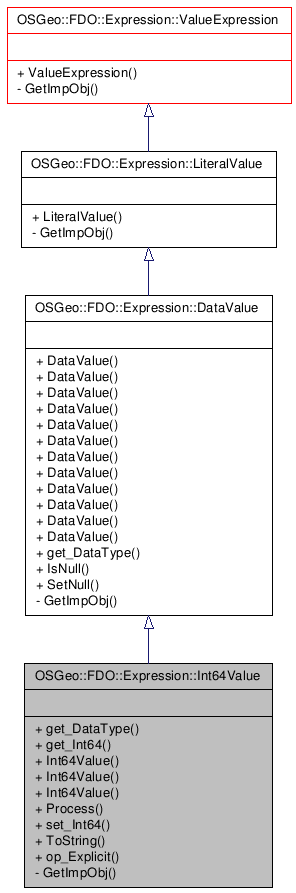 OSGeo::FDO::Expression::ValueExpression
+ ValueExpression()
- GetImpObj()
OSGeo::FDO::Expression::LiteralValue
+ LiteralValue()
- GetImpObj()
OSGeo::FDO::Expression::DataValue
+ DataValue()
+ DataValue()
+ DataValue()
+ DataValue()
+ DataValue()
+ DataValue()
+ DataValue()
+ DataValue()
+ DataValue()
+ DataValue()
+ DataValue()
+ DataValue()
+ get_DataType()
+ IsNull()
+ SetNull()
- GetImpObj()
OSGeo::FDO::Expression::Int64Value
+ get_DataType()
+ get_Int64()
+ Int64Value()
+ Int64Value()
+ Int64Value()
+ Process()
+ set_Int64()
+ ToString()
+ op_Explicit()
- GetImpObj()